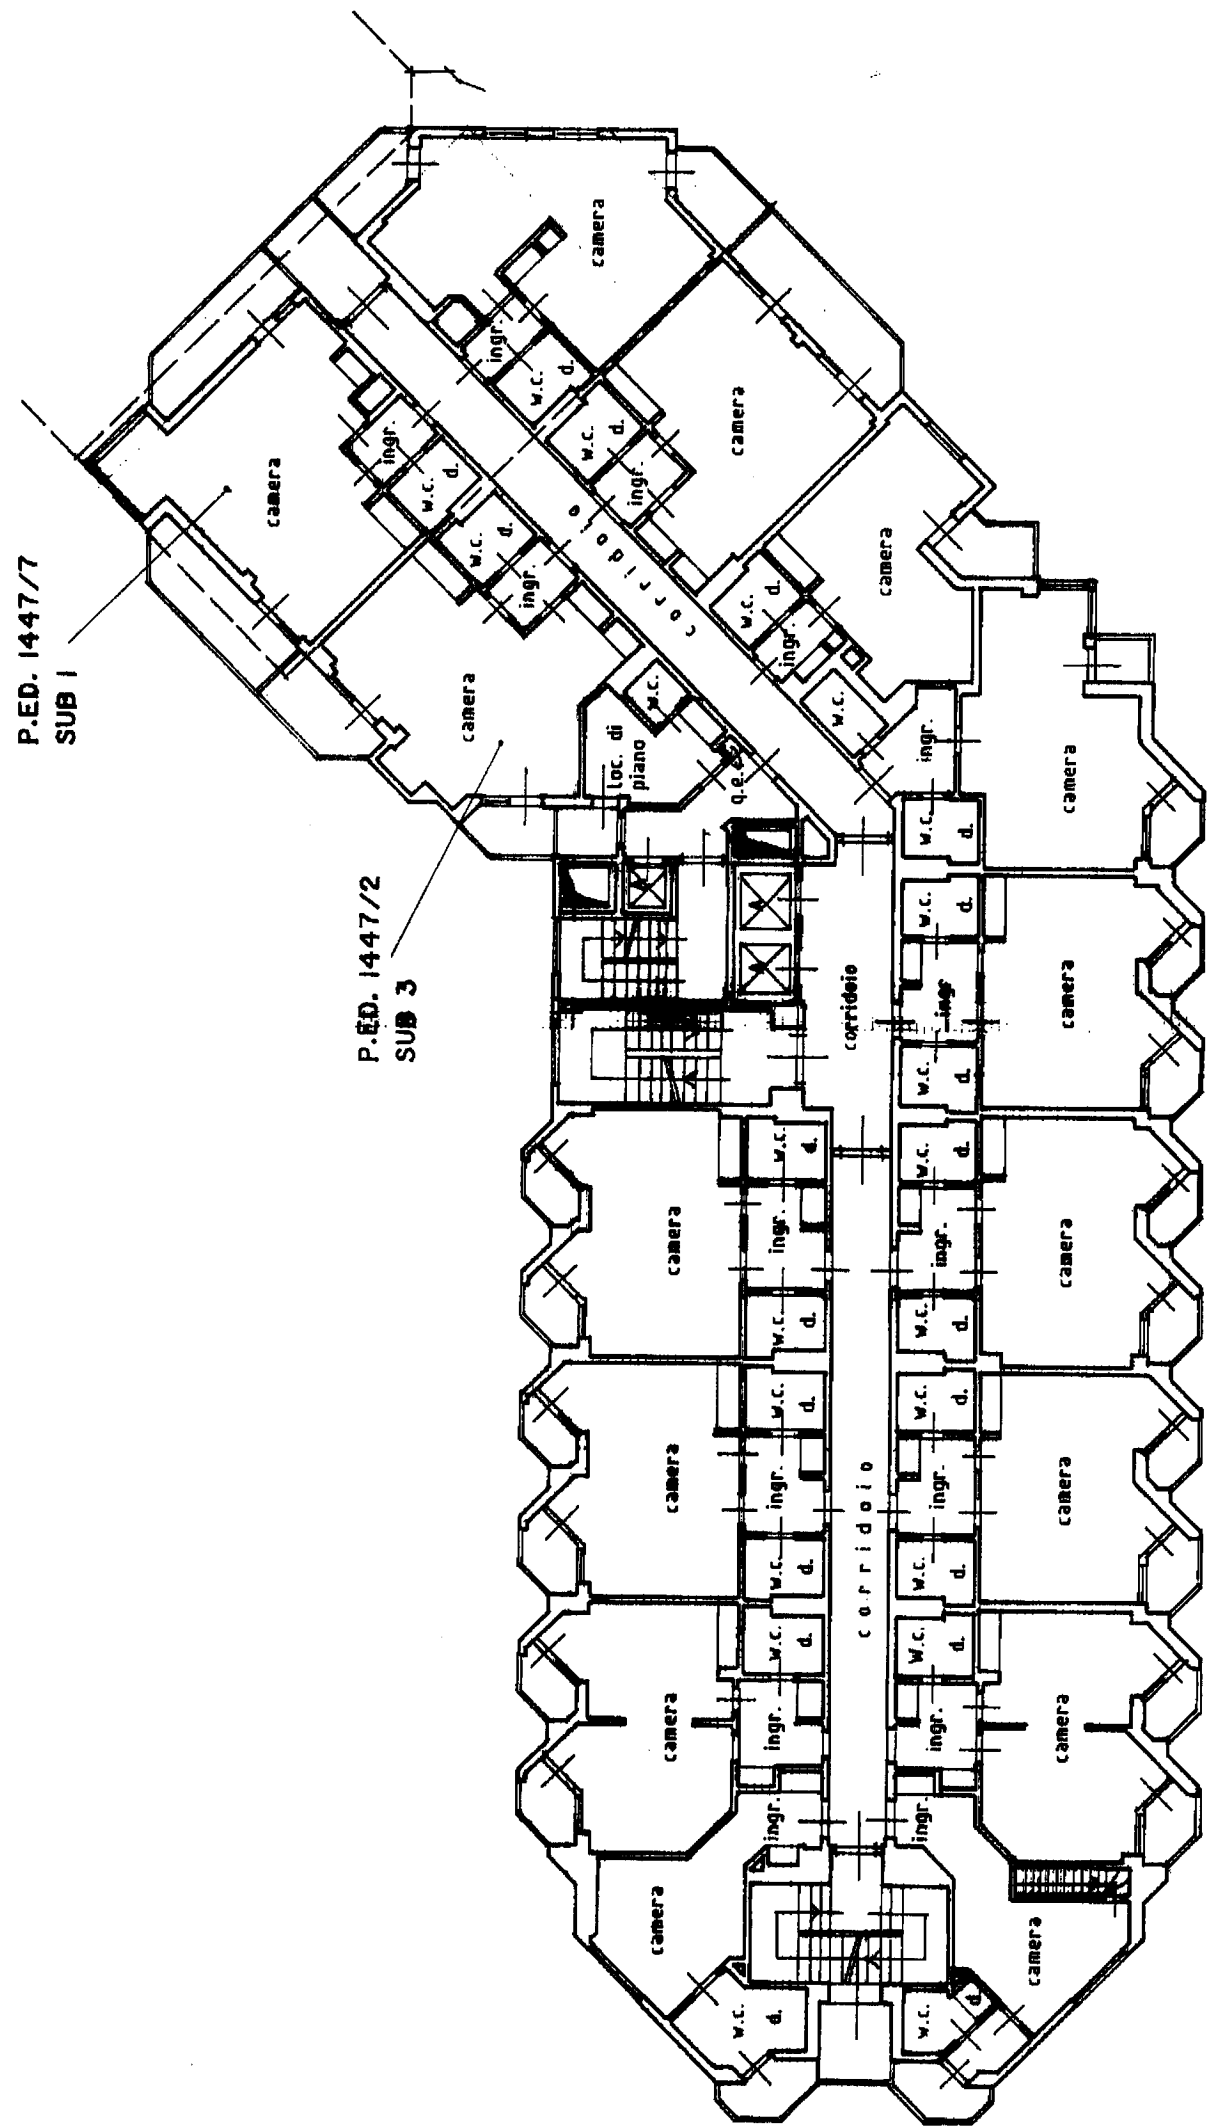 P.ED. 1447/7
SUB 1
P.ED. 1447/2
SUB 3
camera
camera
ingr.
w.c.
d.
camera
ingr.
w.c.
d.
w.c.
d.
ingr.
camera
w.c.
d.
ingr.
corridoio
camera
w.c.
d.
ingr.
camera
w.c.
loc. di
piano
q.e.
w.c.
ingr.
camera
w.c.
d.
A
A
A
w.c.
d.
corridoio
ingr
camera
w.c.
d.
w.c.
d.
w.c.
d.
camera
ingr.
ingr.
camera
w.c.
d.
w.c.
d.
w.c.
d.
w.c.
d.
camera
ingr.
corridoio
ingr.
camera
w.c.
d.
w.c.
d.
w.c.
d.
w.c.
d.
camera
ingr.
ingr.
camera
ingr.
ingr.
camera
camera
w.c.
d.
w.c.
d.